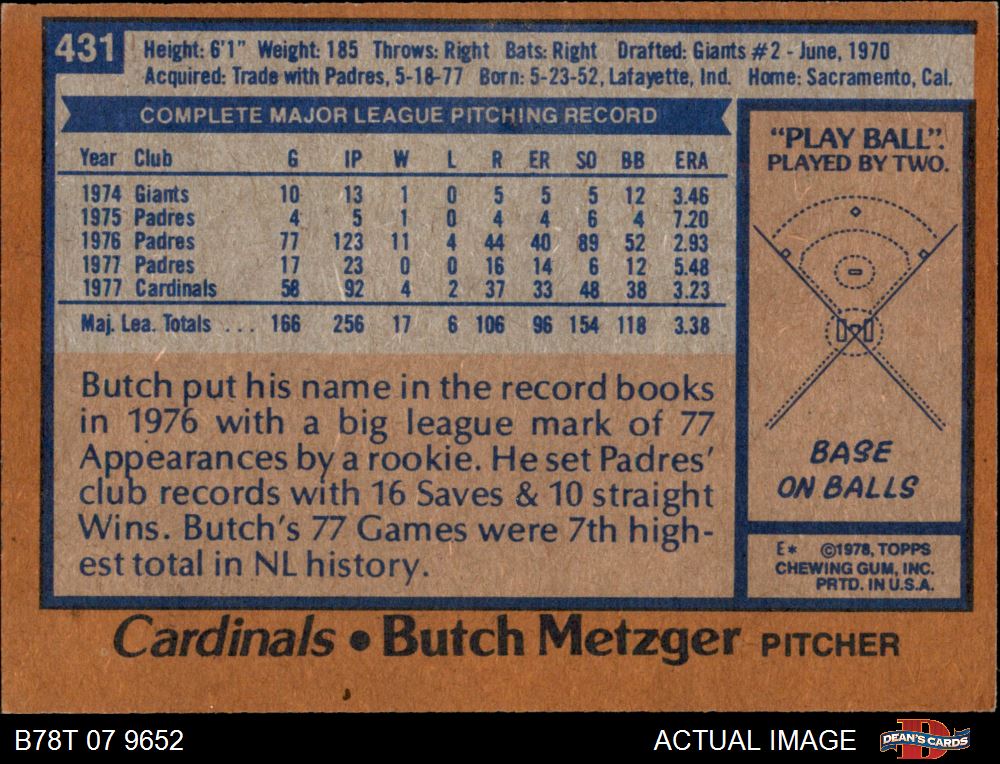 431
Height: 6'1" Weight: 185 Throws: Right Bats: Right Drafted: Giants #2 - June, 1970
Acquired: Trade with Padres, 5-18-77 Born: 5-23-52, Lafayette, Ind. Home: Sacramento, Cal.
COMPLETE MAJOR LEAGUE PITCHING RECORD
Year Club G IP W L R ER SO BB ERA
1974 Giants 10 13 1 0 5 5 5 12 3.46
1975 Padres 4 5 1 0 4 4 6 4 7.20
1976 Padres 77 123 11 4 44 40 89 52 2.93
1977 Padres 17 23 0 0 16 14 6 12 5.48
1977 Cardinals 58 92 4 2 37 33 48 38 3.23
Maj. Lea. Totals ... 166 256 17 6 106 96 154 118 3.38
Butch put his name in the record books
in 1976 with a big league mark of 77
Appearances by a rookie. He set Padres'
club records with 16 Saves & 10 straight
Wins. Butch's 77 Games were 7th high-
est total in NL history.
"PLAY BALL".
PLAYED BY TWO.
BASE
ON BALLS
E* ©1978, TOPPS
CHEWING GUM, INC.
PRTD. IN U.S.A.
Cardinals • Butch Metzger PITCHER
B78T 07 9652
ACTUAL IMAGE
D
DEAN'S CARDS